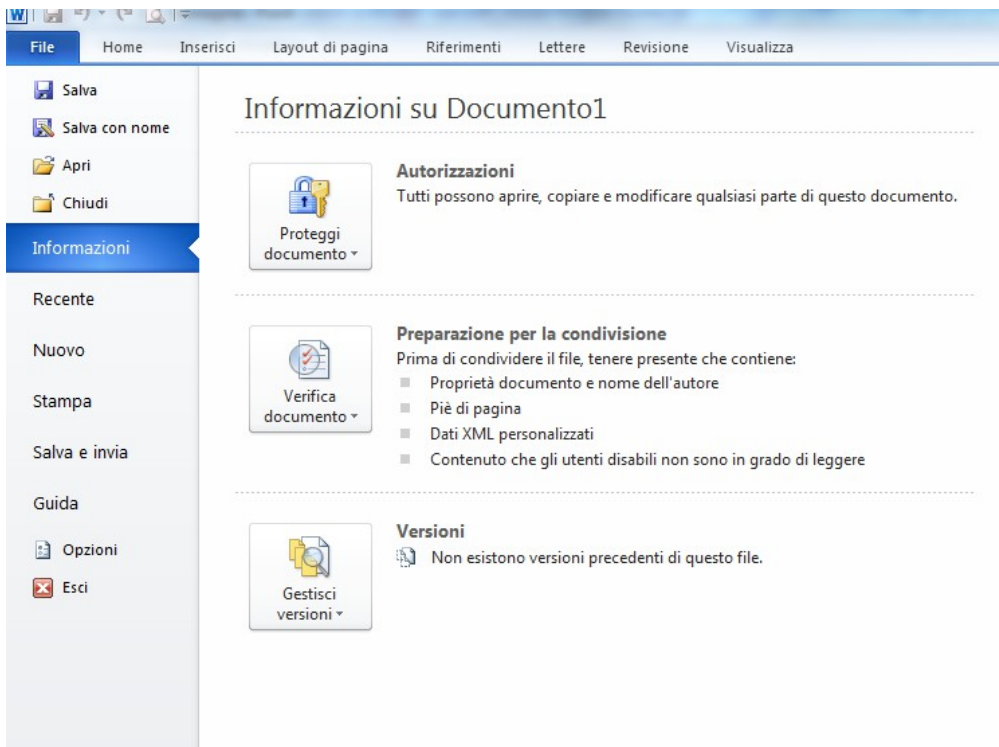 W
File Home Inserisci Layout di pagina Riferimenti Lettere Revisione Visualizza
Salva
Salva con nome
Apri
Chiudi
Informazioni
Recente
Nuovo
Stampa
Salva e invia
Guida
Opzioni
Esci
Informazioni su Documento1
Proteggi
documento
Autorizzazioni
Tutti possono aprire, copiare e modificare qualsiasi parte di questo documento.
Verifica
documento
Preparazione per la condivisione
Prima di condividere il file, tenere presente che contiene:
Proprietà documento e nome dell'autore
Piè di pagina
Dati XML personalizzati
Contenuto che gli utenti disabili non sono in grado di leggere
Gestisci
versioni
Versioni
Non esistono versioni precedenti di questo file.